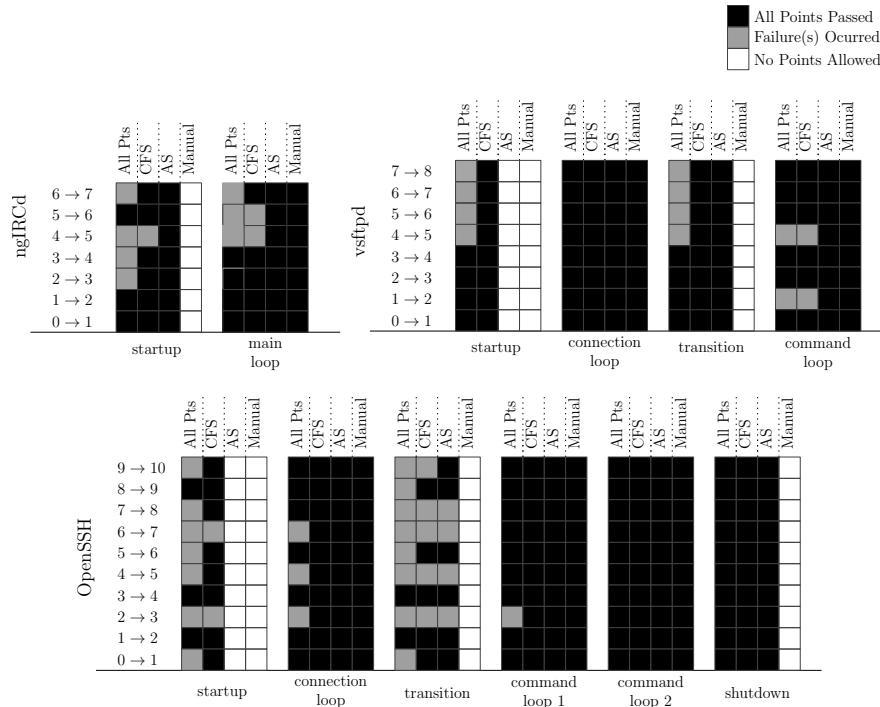 All Points Passed
Failure(s) Ocurred
No Points Allowed
All Pts
CFS
AS
Manual
All Pts
CFS
AS
Manual
ngIRCd
6 → 7
5 → 6
4 → 5
3 → 4
2 → 3
1 → 2
0 → 1
startup
main
loop
All Pts
CFS
AS
Manual
All Pts
CFS
AS
Manual
All Pts
CFS
AS
Manual
All Pts
CFS
AS
Manual
vsftpd
7 → 8
6 → 7
5 → 6
4 → 5
3 → 4
2 → 3
1 → 2
0 → 1
startup
connection
loop
transition
command
loop
All Pts
CFS
AS
Manual
All Pts
CFS
AS
Manual
All Pts
CFS
AS
Manual
All Pts
CFS
AS
Manual
All Pts
CFS
AS
Manual
All Pts
CFS
AS
Manual
OpenSSH
9 → 10
8 → 9
7 → 8
6 → 7
5 → 6
4 → 5
3 → 4
2 → 3
1 → 2
0 → 1
startup
connection
loop
transition
command
loop 1
command
loop 2
shutdown